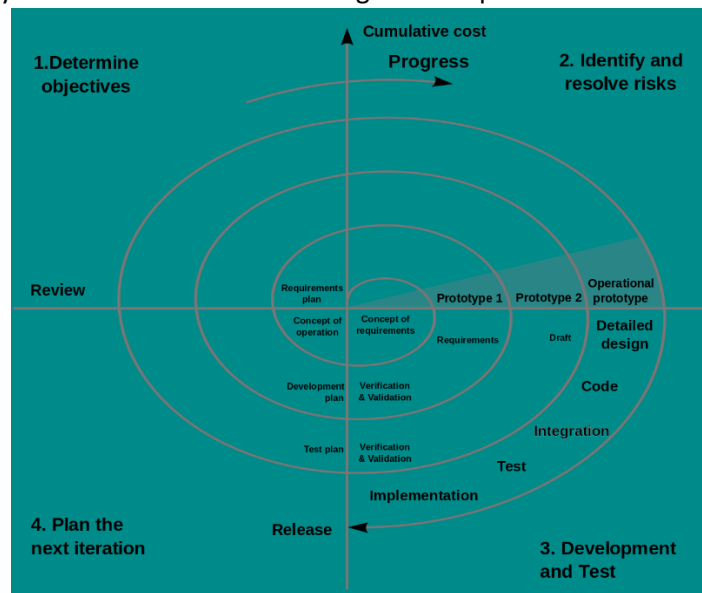 Cumulative cost
Progress
1.Determine
objectives
2. Identify and
resolve risks
Review
Requirements
plan
Prototype 1
Prototype 2
Operational
prototype
Concept of
operation
Concept of
requirements
Requirements
Draft
Detailed
design
Development
plan
Verification
& Validation
Code
Test plan
Verification
& Validation
Integration
Test
Implementation
Release
4. Plan the
next iteration
3. Development
and Test